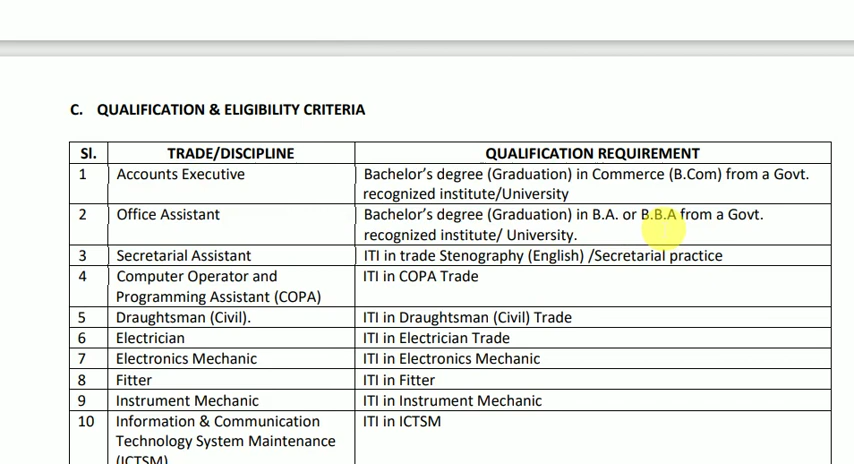 C. QUALIFICATION & ELIGIBILITY CRITERIA
Sl. TRADE/DISCIPLINE QUALIFICATION REQUIREMENT
1 Accounts Executive Bachelor’s degree (Graduation) in Commerce (B.Com) from a Govt.
recognized institute/University
2 Office Assistant Bachelor’s degree (Graduation) in B.A. or B.B.A from a Govt.
recognized institute/ University.
3 Secretarial Assistant ITI in trade Stenography (English) /Secretarial practice
4 Computer Operator and ITI in COPA Trade
Programming Assistant (COPA)
5 Draughtsman (Civil). ITI in Draughtsman (Civil) Trade
6 Electrician ITI in Electrician Trade
7 Electronics Mechanic ITI in Electronics Mechanic
8 Fitter ITI in Fitter
9 Instrument Mechanic ITI in Instrument Mechanic
10 Information & Communication ITI in ICTSM
Technology System Maintenance
(ICTSM)